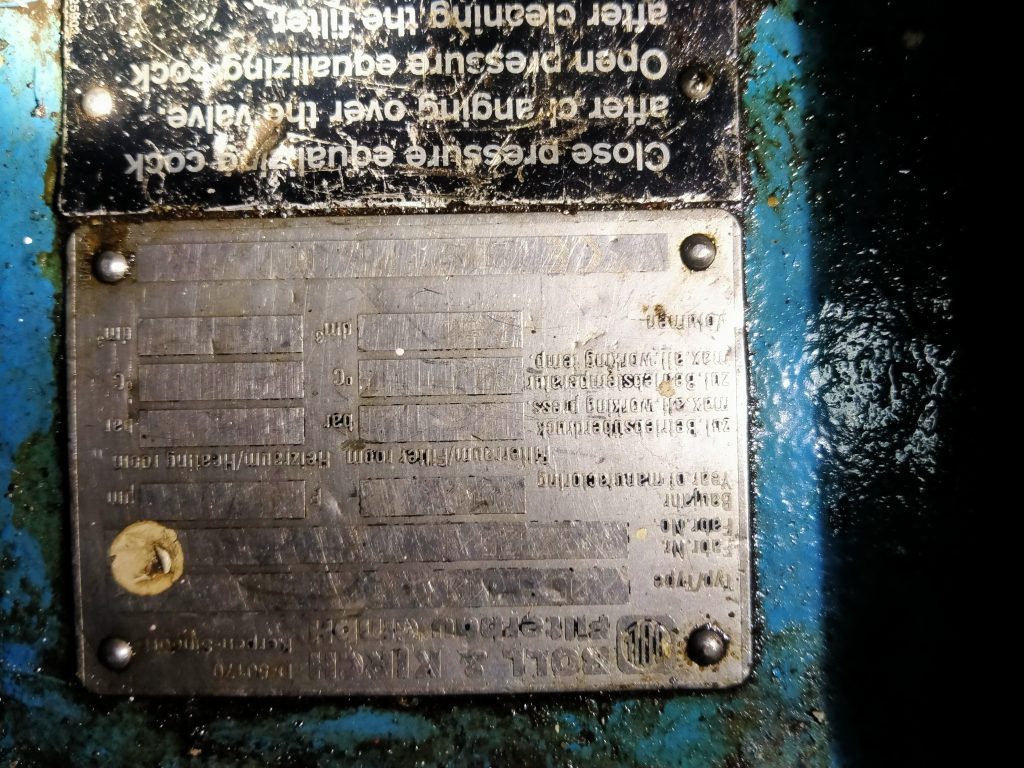 BOLL & KIRCH
Filterbau GmbH
D-50170
Kerpen-Sindorf
Typ/Type
Fabr.Nr.
Fabr.No.
Baujahr
Year of manufacturing
µm
Filterraum/Filter room
Heizraum/Heating room
zul.Betriebsüberdruck
max.all.working press.
bar
bar
zul.Betriebstemperatur
max.all.working temp.
°C
°C
Volumen
dm³
dm³
Close pressure equalizing cock
after changing over the valve.
Open pressure equalizing cock
after cleaning the filter.